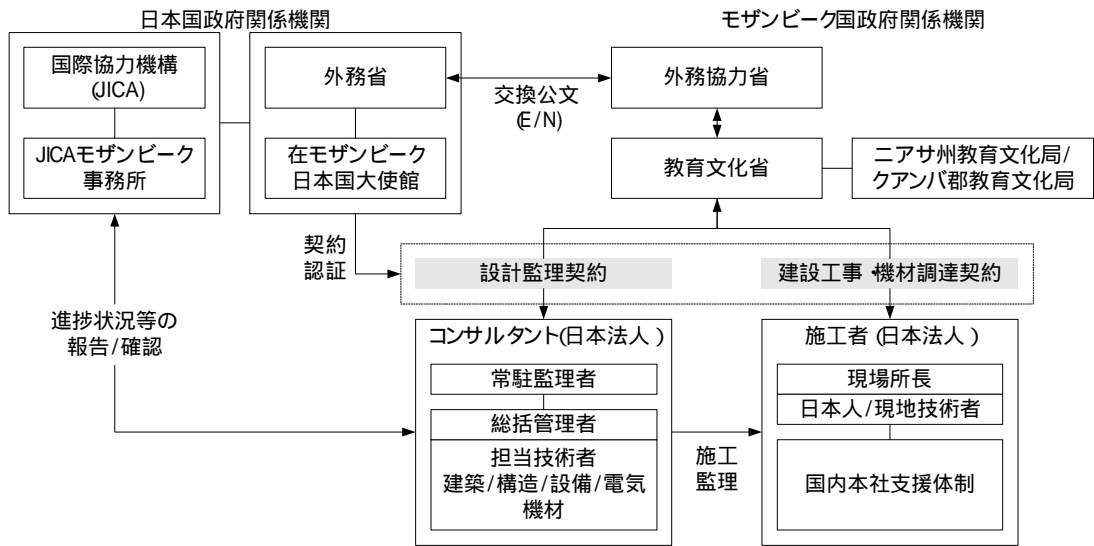 日本国政府関係機関
モザンビーク国政府関係機関
国際協力機構
(JICA)
外務省
交換公文
(E/N)
外務協力省
JICAモザンビーク
事務所
在モザンビーク
日本国大使館
教育文化省
ニアサ州教育文化局/
クアンバ郡教育文化局
契約
認証
設計監理契約
建設工事・機材調達契約
進捗状況等の
報告/確認
コンサルタント(日本法人)
常駐監理者
総括管理者
担当技術者
建築/構造/設備/電気
機材
施工
監理
施工者(日本法人)
現場所長
日本人/現地技術者
国内本社支援体制